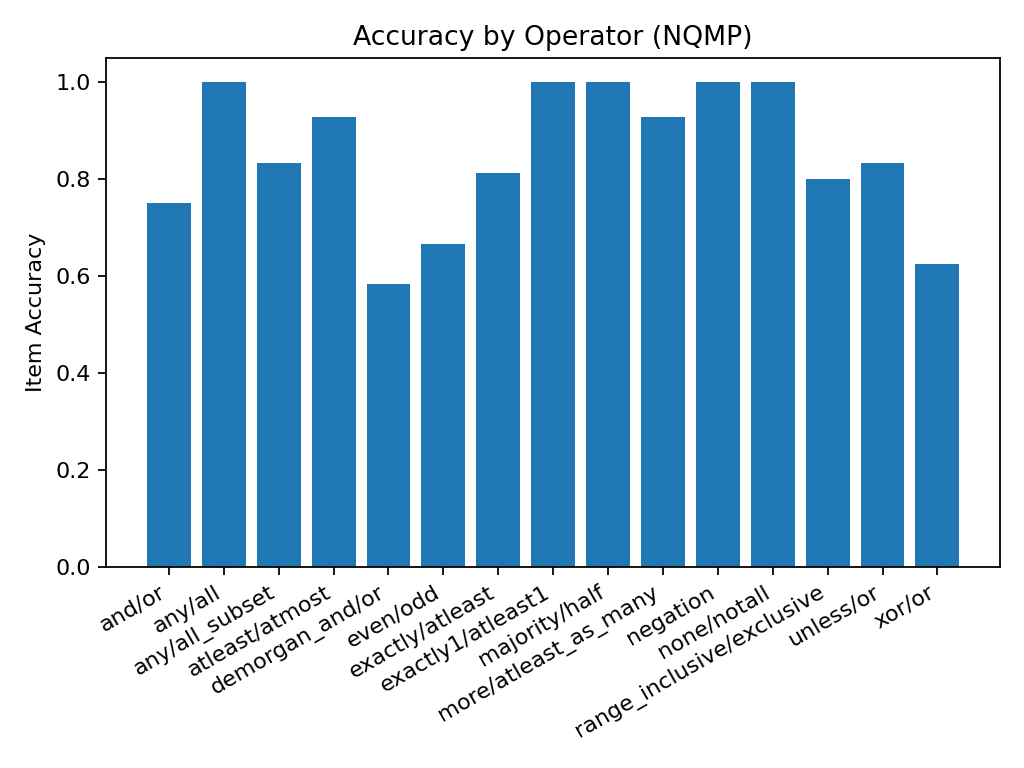 Accuracy by Operator (NQMP)
Item Accuracy
1.0
0.8
0.6
0.4
0.2
0.0
and/or
any/all
any/all_subset
atleast/atmost
demorgan_and/or
even/odd
exactly/atleast
exactly1/atleast1
majority/half
more/atleast_as_many
negation
none/notall
range_inclusive/exclusive
unless/or
xor/or